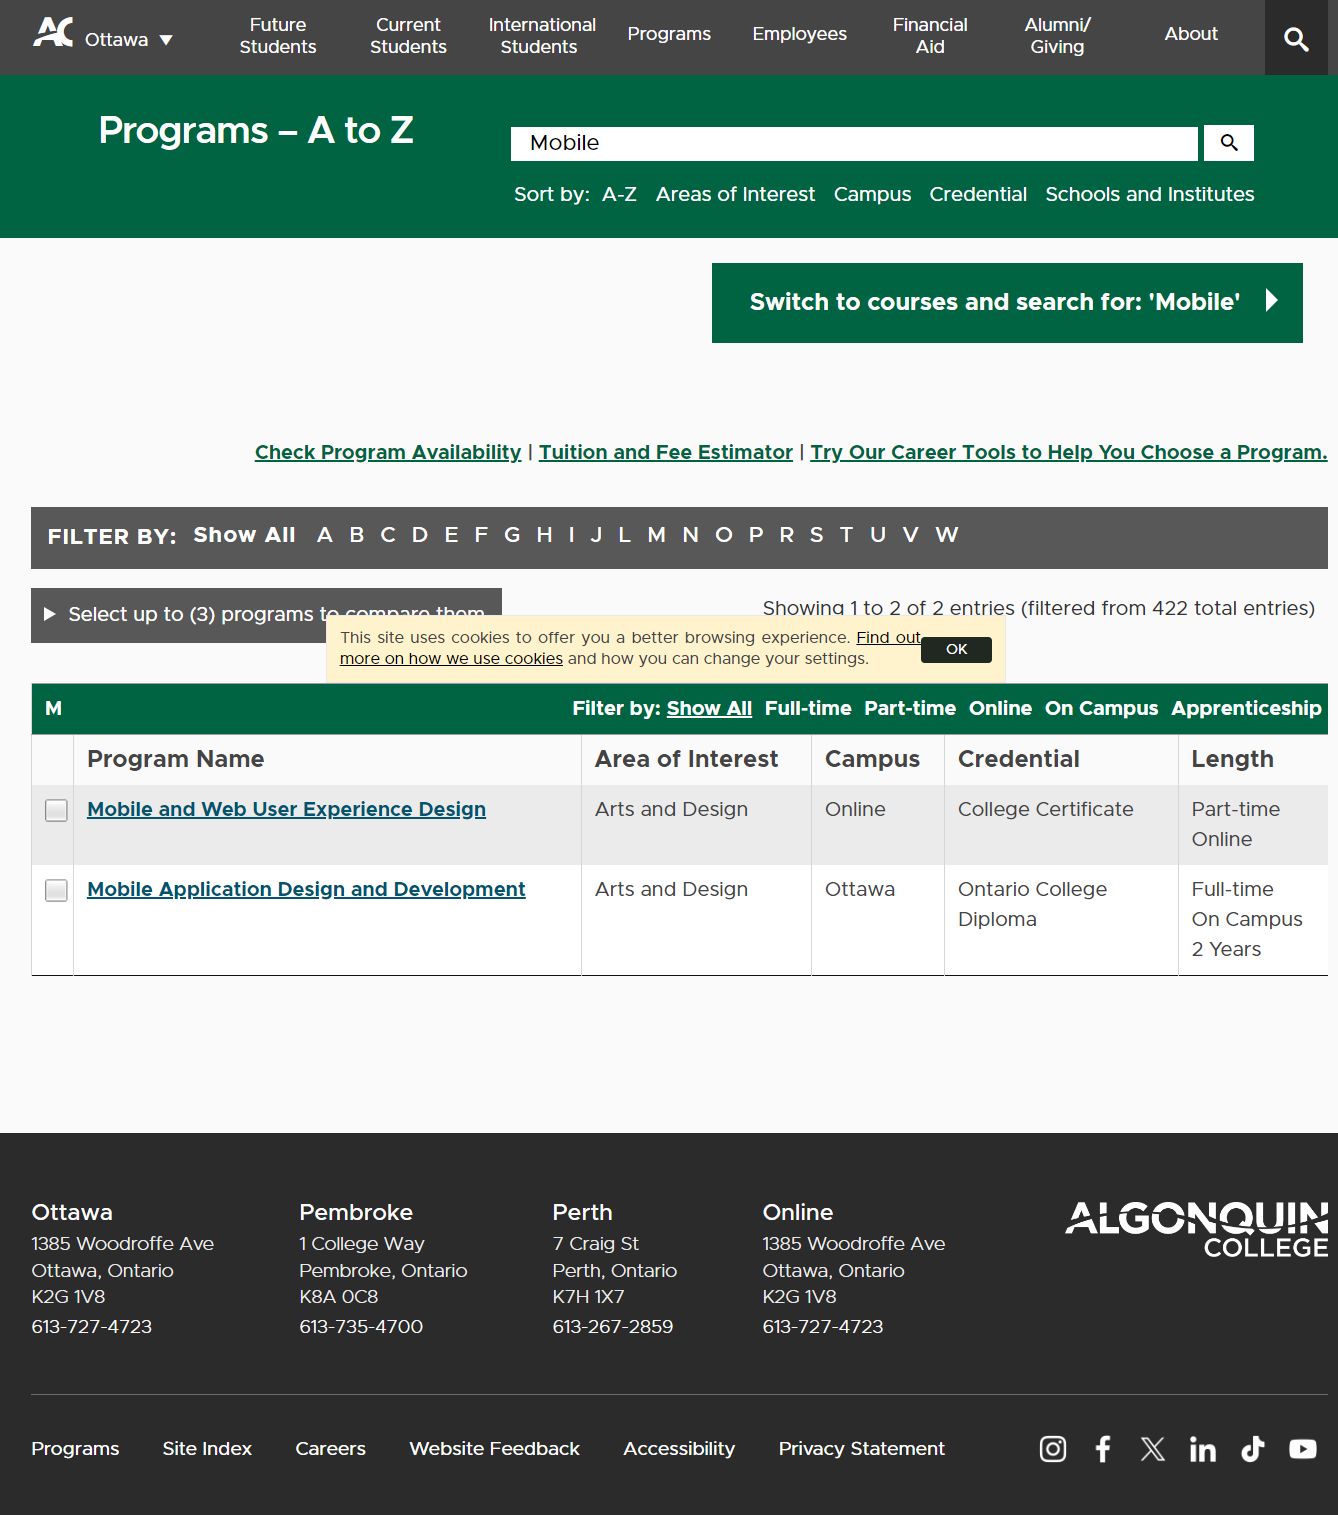 AC Ottawa
Future Students
Current Students
International Students
Programs
Employees
Financial Aid
Alumni/ Giving
About
Programs – A to Z
Mobile
Sort by: A-Z Areas of Interest Campus Credential Schools and Institutes
Switch to courses and search for: 'Mobile'
Check Program Availability | Tuition and Fee Estimator | Try Our Career Tools to Help You Choose a Program.
FILTER BY: Show All A B C D E F G H I J L M N O P R S T U V W
Select up to (3) programs to compare them
Showing 1 to 2 of 2 entries (filtered from 422 total entries)
This site uses cookies to offer you a better browsing experience. Find out
more on how we use cookies and how you can change your settings.
OK
M
Filter by: Show All Full-time Part-time Online On Campus Apprenticeship
Program Name Area of Interest Campus Credential Length
Mobile and Web User Experience Design Arts and Design Online College Certificate Part-time
Online
Mobile Application Design and Development Arts and Design Ottawa Ontario College Full-time
Diploma On Campus
2 Years
Ottawa
1385 Woodroffe Ave
Ottawa, Ontario
K2G 1V8
613-727-4723
Pembroke
1 College Way
Pembroke, Ontario
K8A 0C8
613-735-4700
Perth
7 Craig St
Perth, Ontario
K7H 1X7
613-267-2859
Online
1385 Woodroffe Ave
Ottawa, Ontario
K2G 1V8
613-727-4723
ALGONQUIN
COLLEGE
Programs Site Index Careers Website Feedback Accessibility Privacy Statement